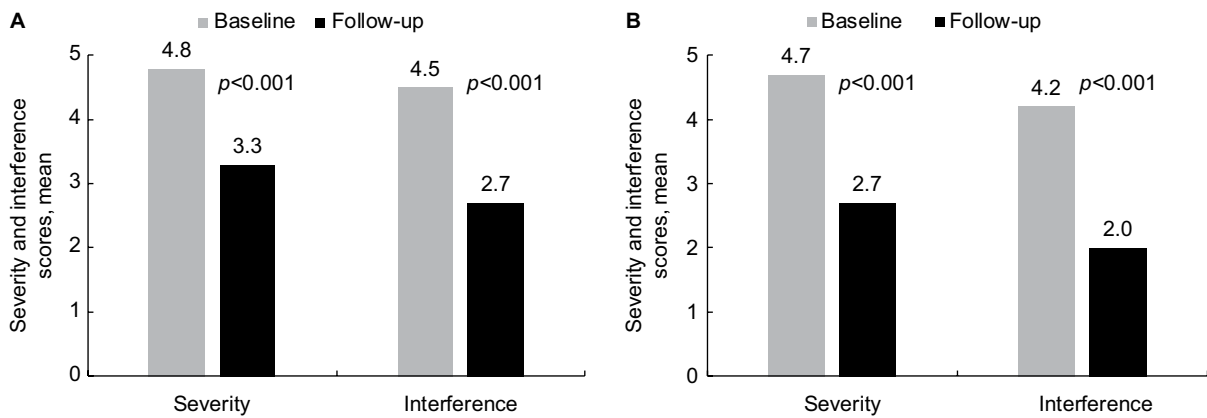 A
Baseline Follow-up
Severity and interference
scores, mean
5
4
3
2
1
0
4.8
p<0.001
3.3
4.5
p<0.001
2.7
Severity Interference
B
Baseline Follow-up
Severity and interference
scores, mean
5
4
3
2
1
0
4.7
p<0.001
2.7
4.2
p<0.001
2.0
Severity Interference